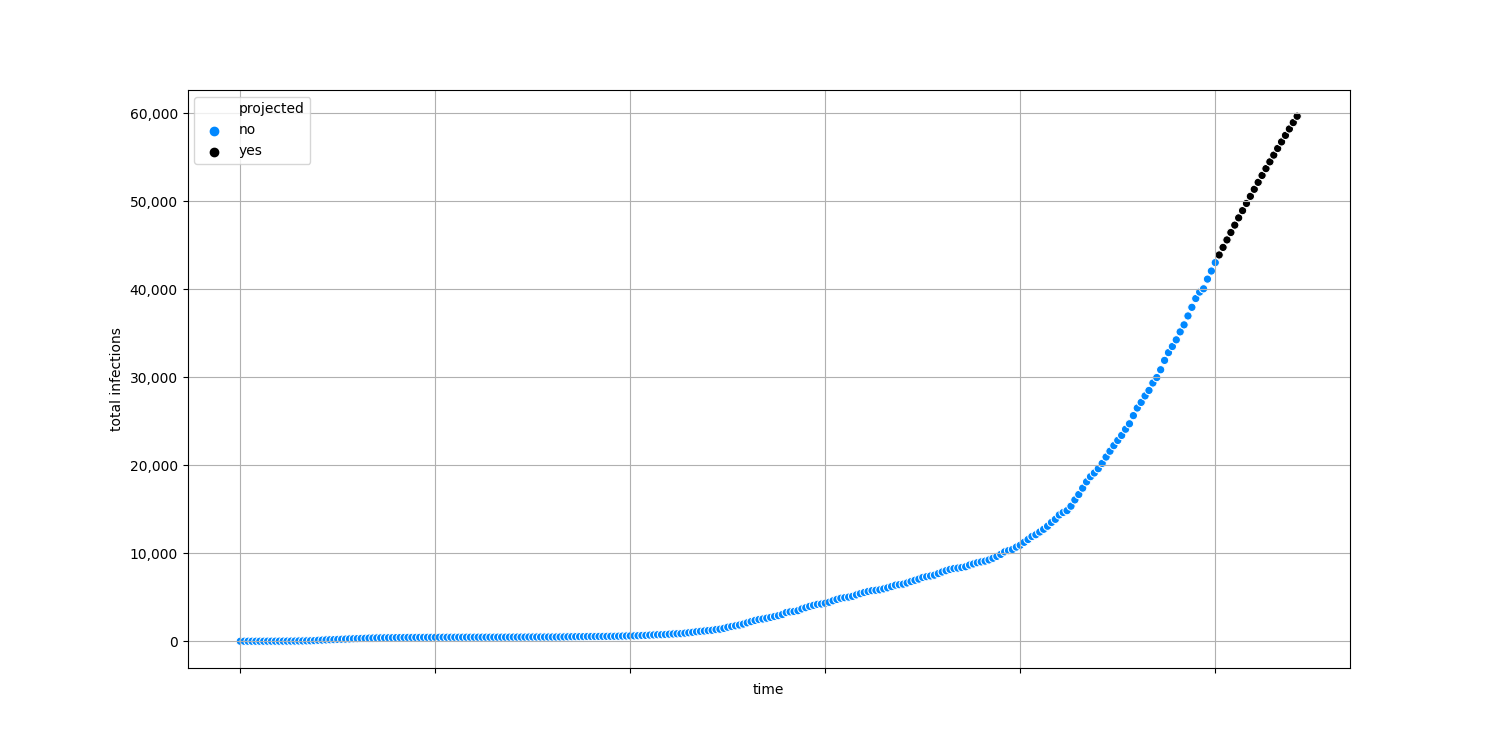 projected
no
yes
60,000
50,000
40,000
30,000
20,000
10,000
0
total infections
time